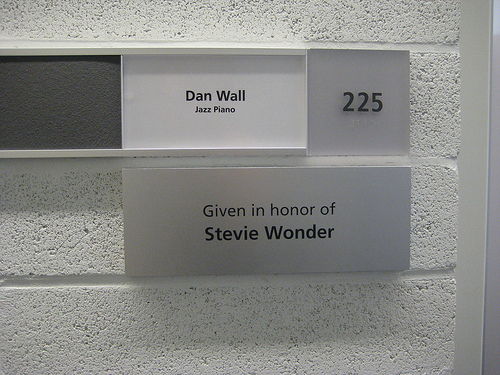 Dan Wall
Jazz Piano
225
Given in honor of
Stevie Wonder